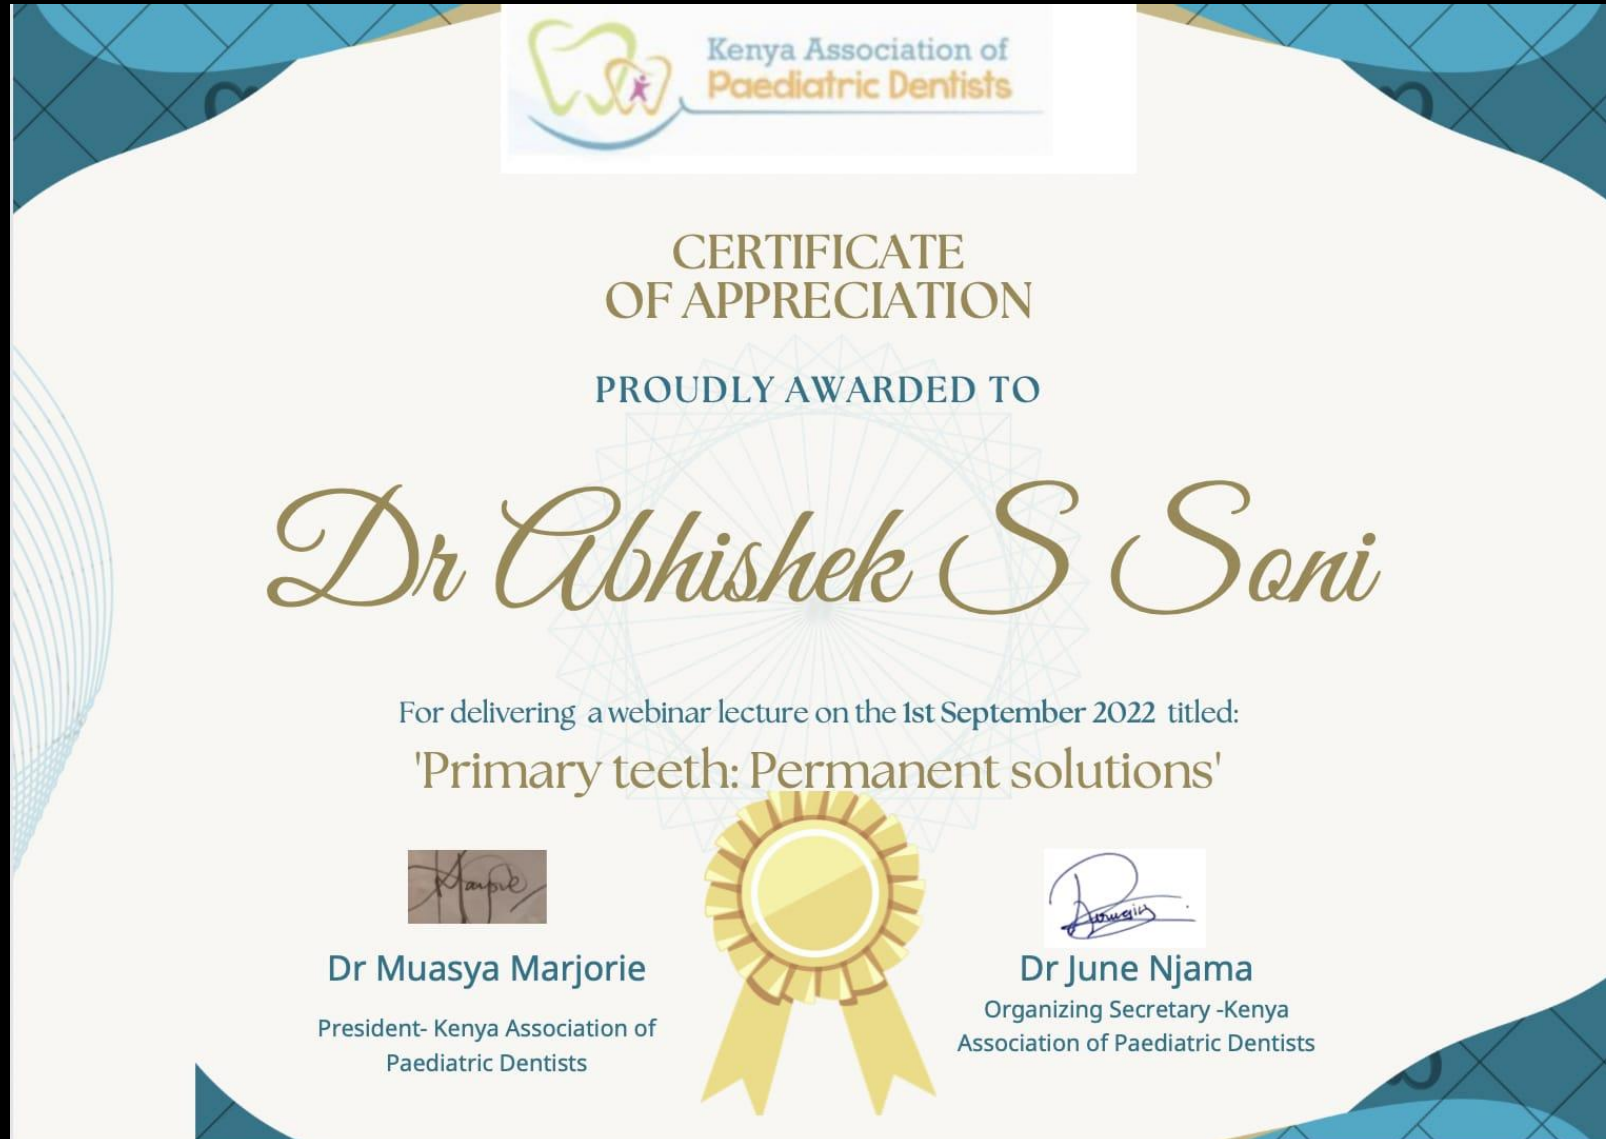 Kenya Association of
Paediatric Dentists
CERTIFICATE
OF APPRECIATION
PROUDLY AWARDED TO
Dr Abhishek S Soni
For delivering a webinar lecture on the 1st September 2022 titled:
'Primary teeth: Permanent solutions'
Dr Muasya Marjorie
President- Kenya Association of
Paediatric Dentists
Dr June Njama
Organizing Secretary -Kenya
Association of Paediatric Dentists